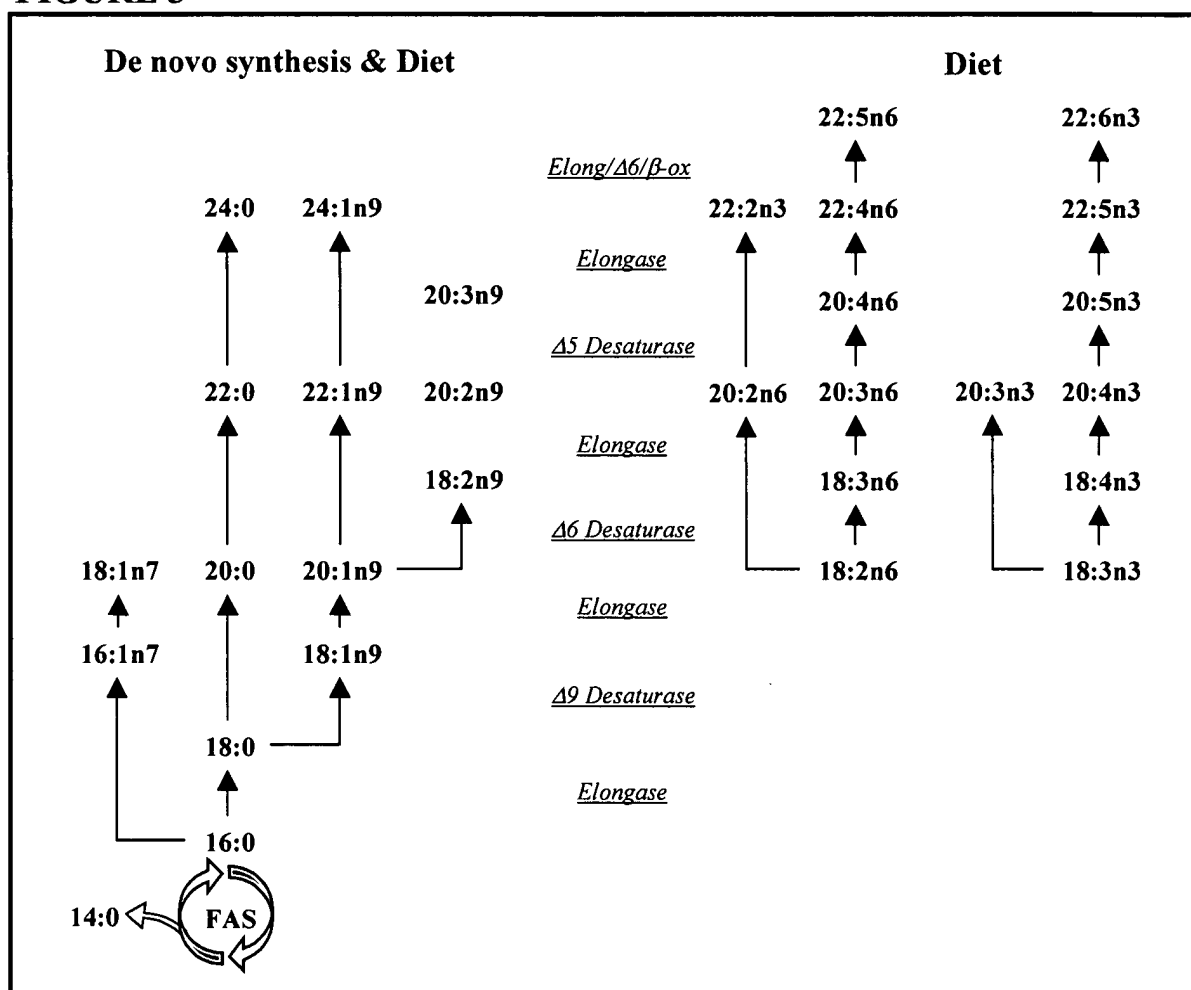 De novo synthesis & Diet
Diet
22:5n6 22:6n3
Elong/Δ6/β-ox
24:0 24:1n9 22:2n3 22:4n6 22:5n3
Elongase
20:3n9 20:4n6 20:5n3
Δ5 Desaturase
22:0 22:1n9 20:2n9 20:2n6 20:3n6 20:3n3 20:4n3
Elongase
18:2n9 18:3n6 18:4n3
Δ6 Desaturase
18:1n7 20:0 20:1n9 18:2n6 18:3n3
Elongase
16:1n7 18:1n9
Δ9 Desaturase
18:0
Elongase
16:0
14:0 FAS